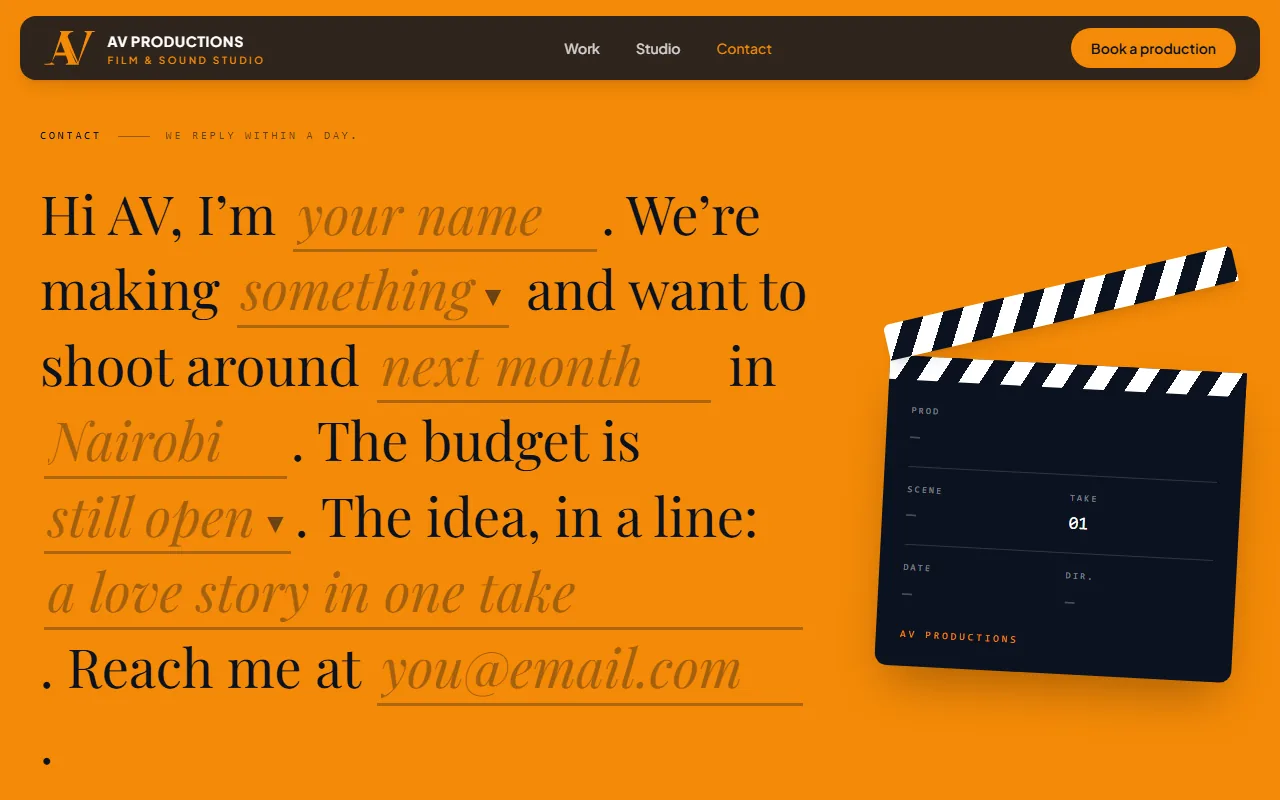 AV
AV PRODUCTIONS
FILM & SOUND STUDIO
Work
Studio
Contact
Book a production
CONTACT
WE REPLY WITHIN A DAY.
Hi AV, I’m your name . We’re
making something ▼ and want to
shoot around next month in
Nairobi . The budget is
still open ▼ . The idea, in a line:
a love story in one take
. Reach me at you@email.com
.
PROD
—
SCENE
—
TAKE
01
DATE
—
DIR.
—
AV PRODUCTIONS